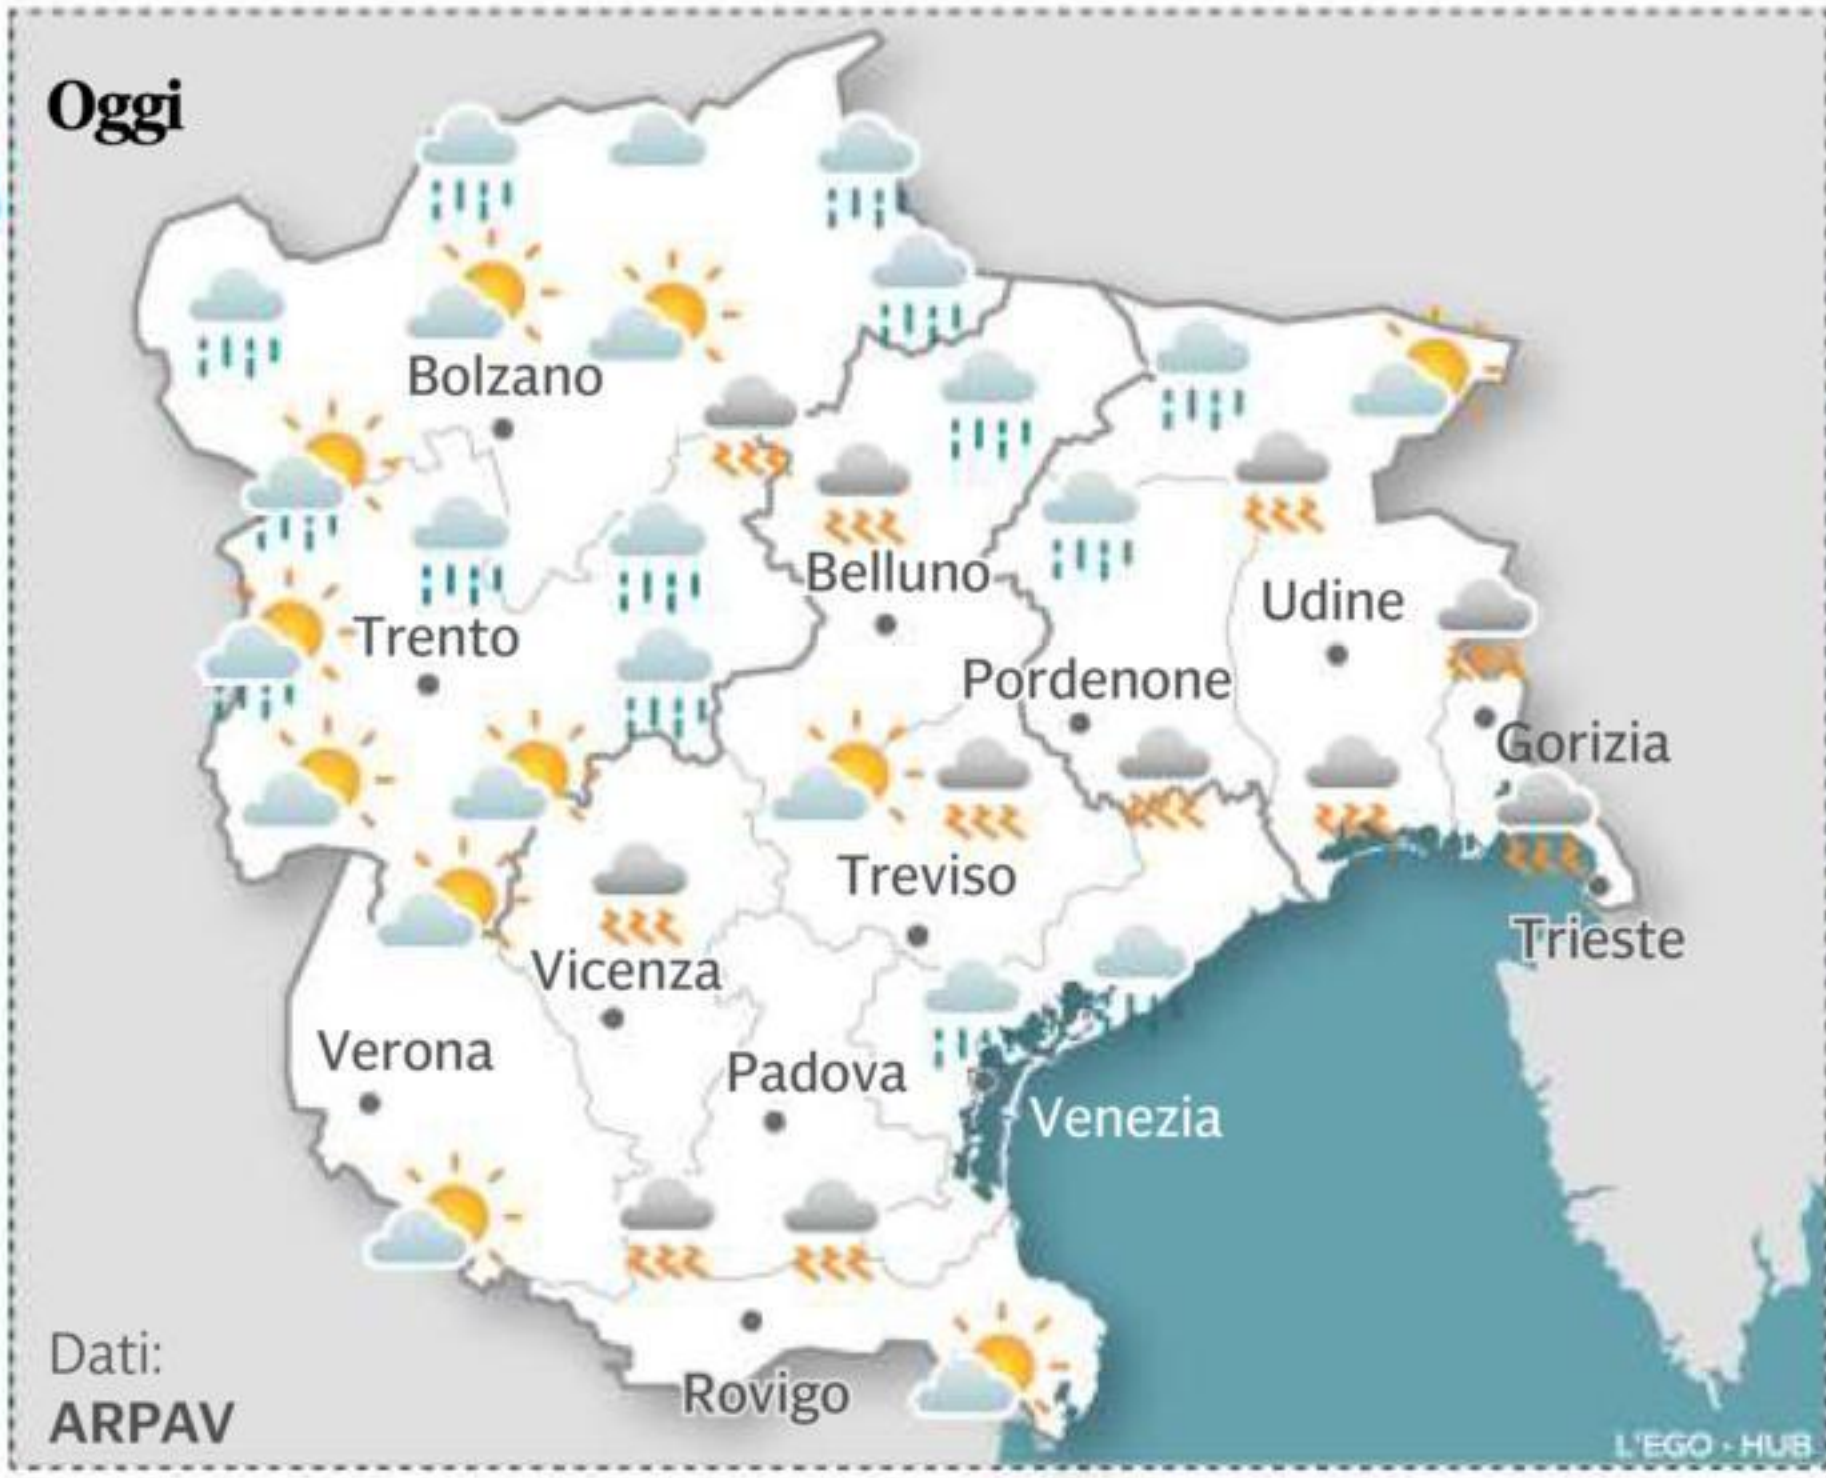 Oggi
Bolzano
Belluno
Udine
Trento
Pordenone
Gorizia
Treviso
Trieste
Vicenza
Verona
Padova
Venezia
Rovigo
Dati:
ARPAV
L'EGO - HUB